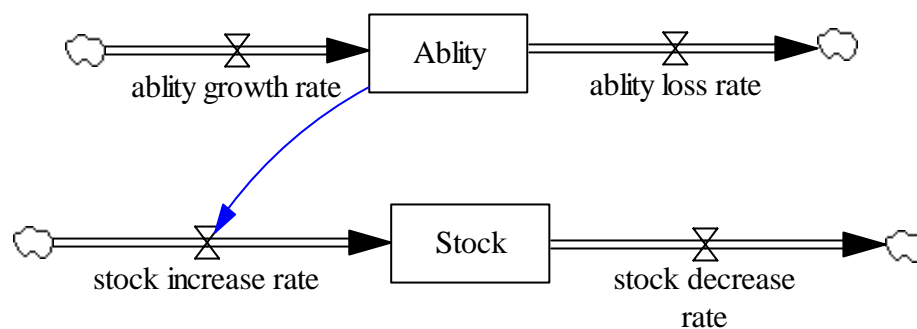 Ablity
ablity growth rate
ablity loss rate
Stock
stock increase rate
stock decrease
rate